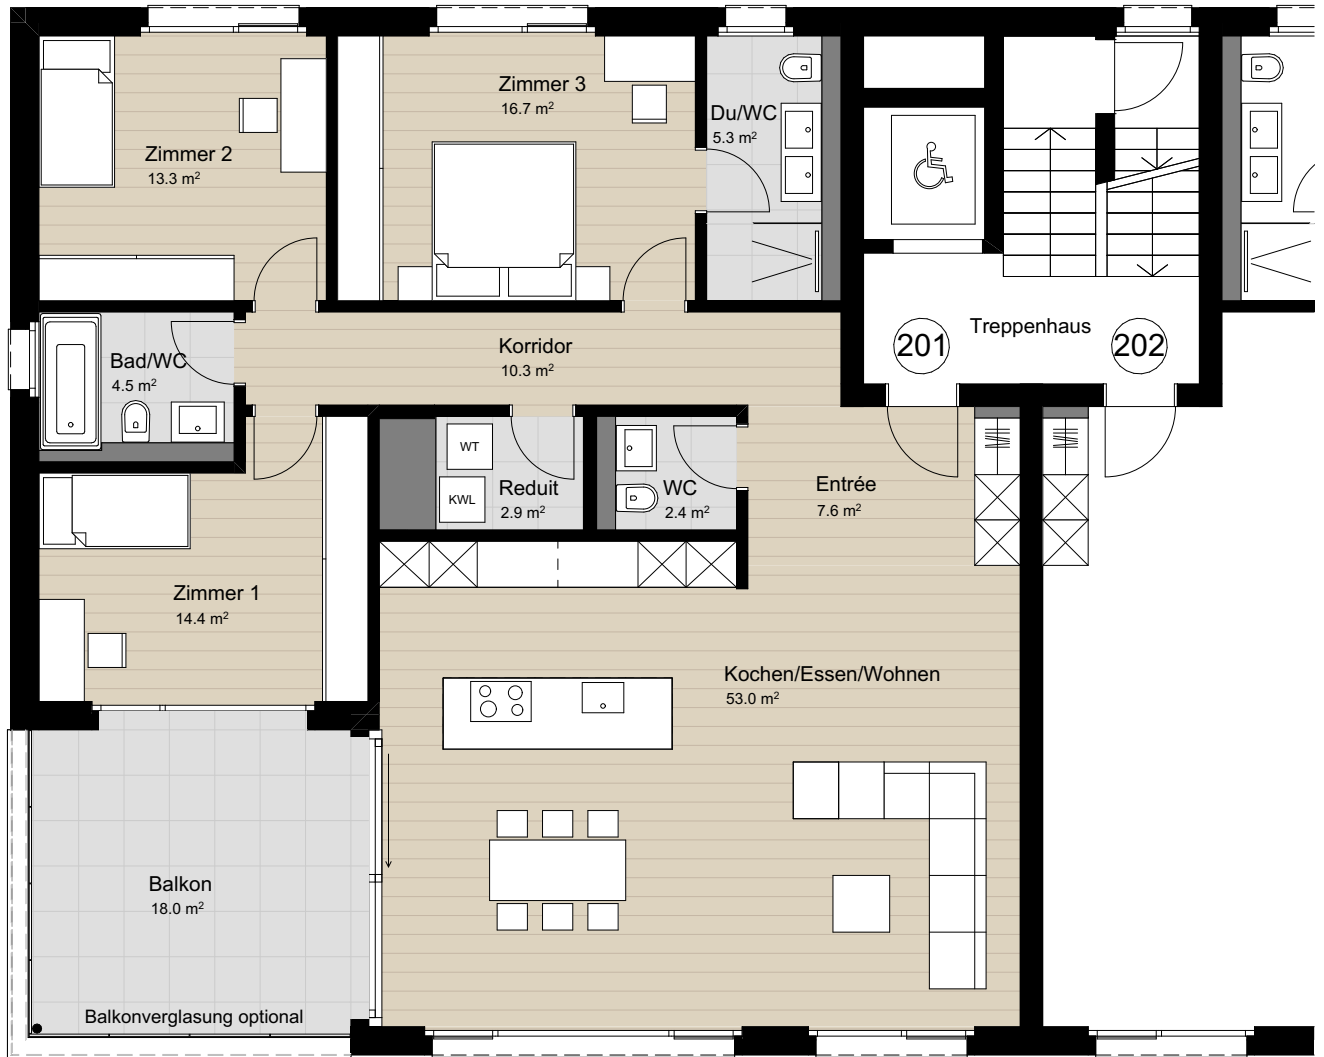 Zimmer 3
16.7 m²
Du/WC
5.3 m²
Zimmer 2
13.3 m²
Treppenhaus
201
202
Korridor
10.3 m²
Bad/WC
4.5 m²
WT
KWL
Reduit
2.9 m²
WC
2.4 m²
Entrée
7.6 m²
Zimmer 1
14.4 m²
Kochen/Essen/Wohnen
53.0 m²
Balkon
18.0 m²
Balkonverglasung optional